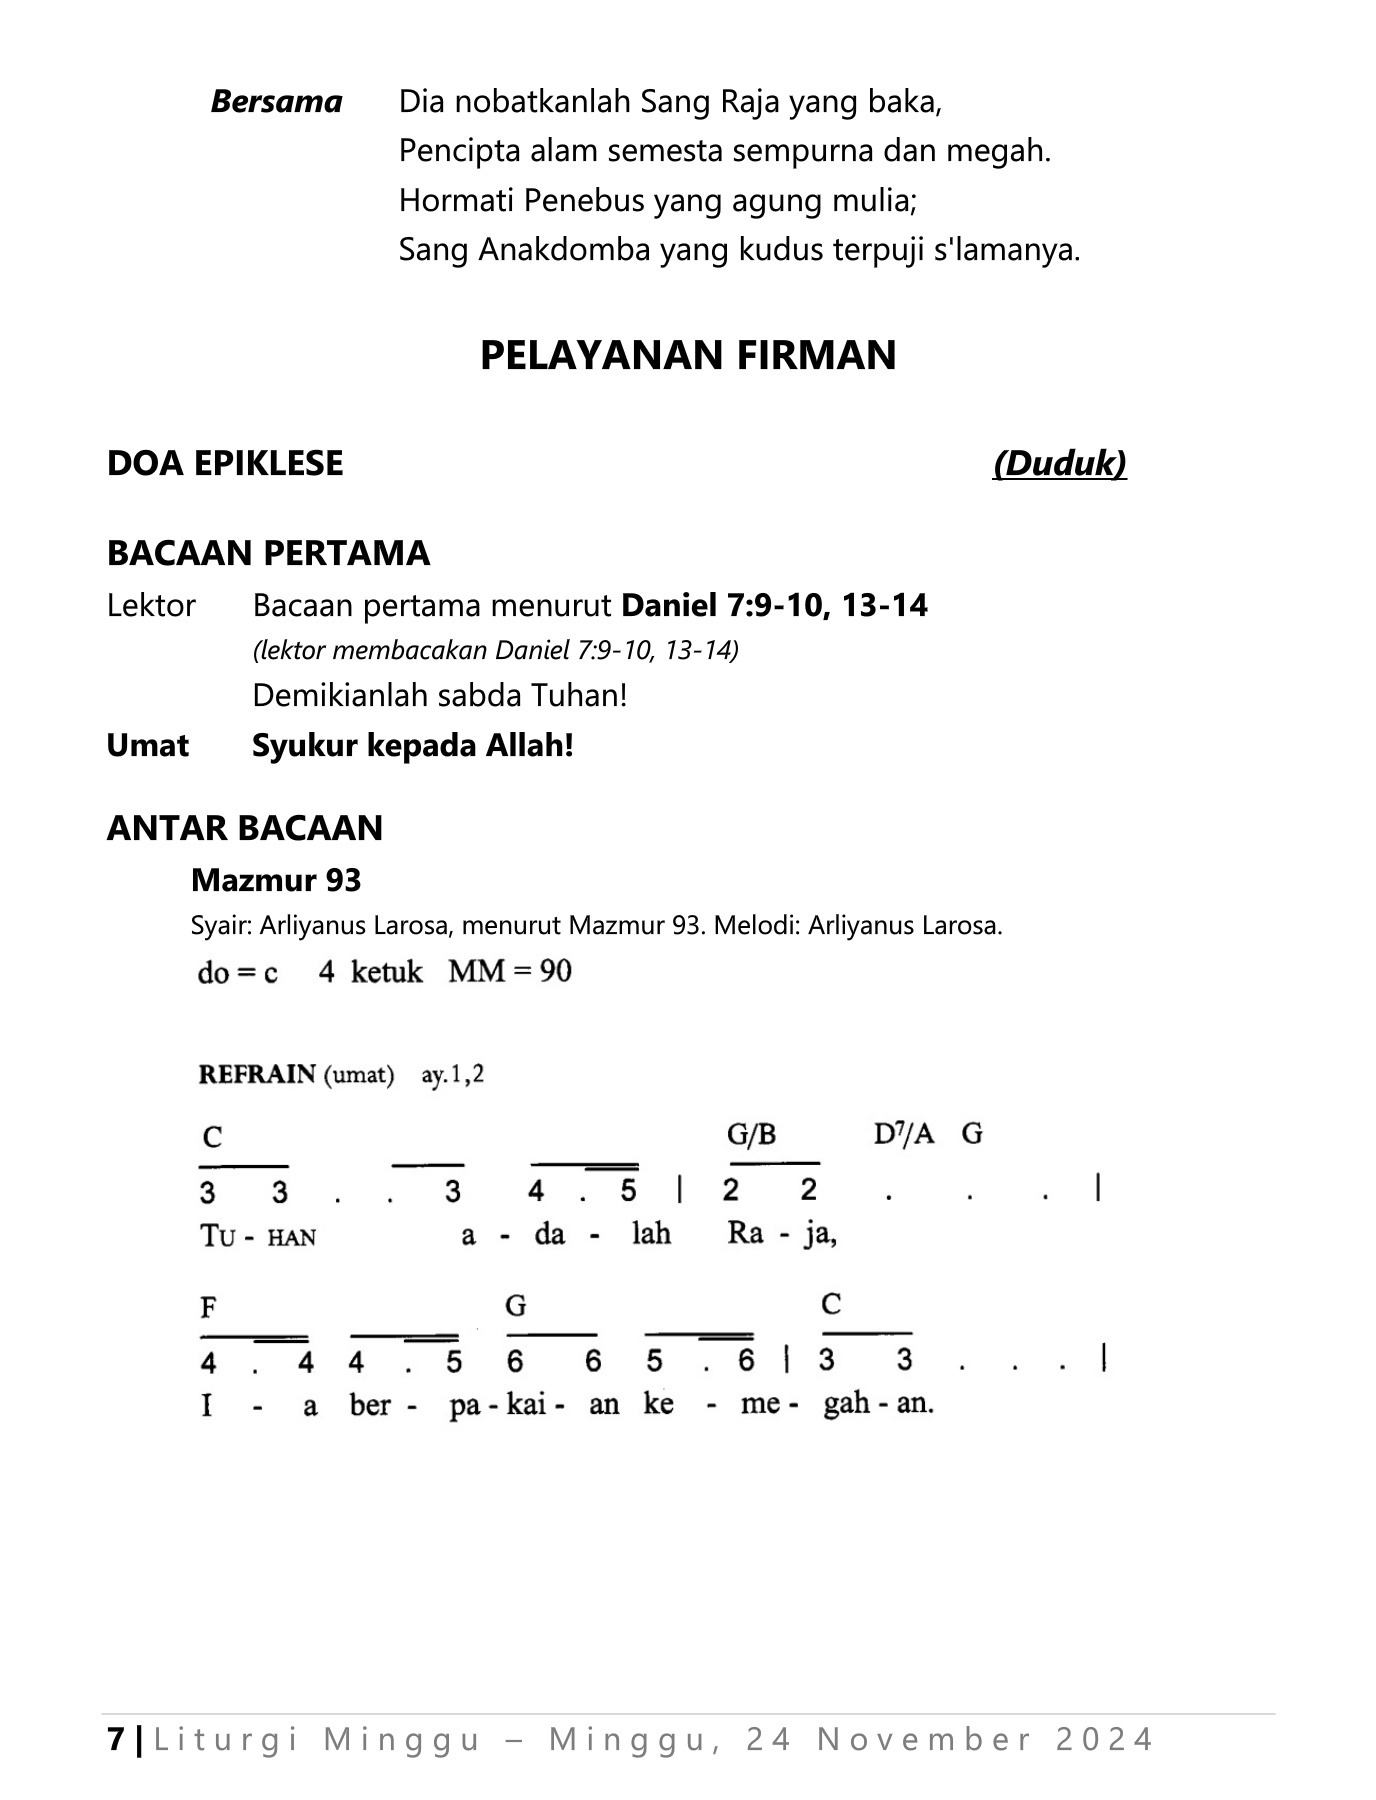 Bersama Dia nobatkanlah Sang Raja yang baka,
Pencipta alam semesta sempurna dan megah.
Hormati Penebus yang agung mulia;
Sang Anakdomba yang kudus terpuji s'lamanya.
PELAYANAN FIRMAN
DOA EPIKLESE (Duduk)
BACAAN PERTAMA
Lektor Bacaan pertama menurut Daniel 7:9-10, 13-14
(lektor membacakan Daniel 7:9-10, 13-14)
Demikianlah sabda Tuhan!
Umat Syukur kepada Allah!
ANTAR BACAAN
Mazmur 93
Syair: Arliyanus Larosa, menurut Mazmur 93. Melodi: Arliyanus Larosa.
do = c 4 ketuk MM = 90
REFRAIN (umat) ay.1,2
C G/B D7/A G
3 3 . . 3 4 . 5 | 2 2 . . . |
TU - HAN a - da - lah Ra - ja,
F G C
4 . 4 4 . 5 6 6 5 . 6 | 3 3 . . . |
I - a ber - pa - kai - an ke - me - gah - an.
7 | Liturgi Minggu – Minggu, 24 November 2024